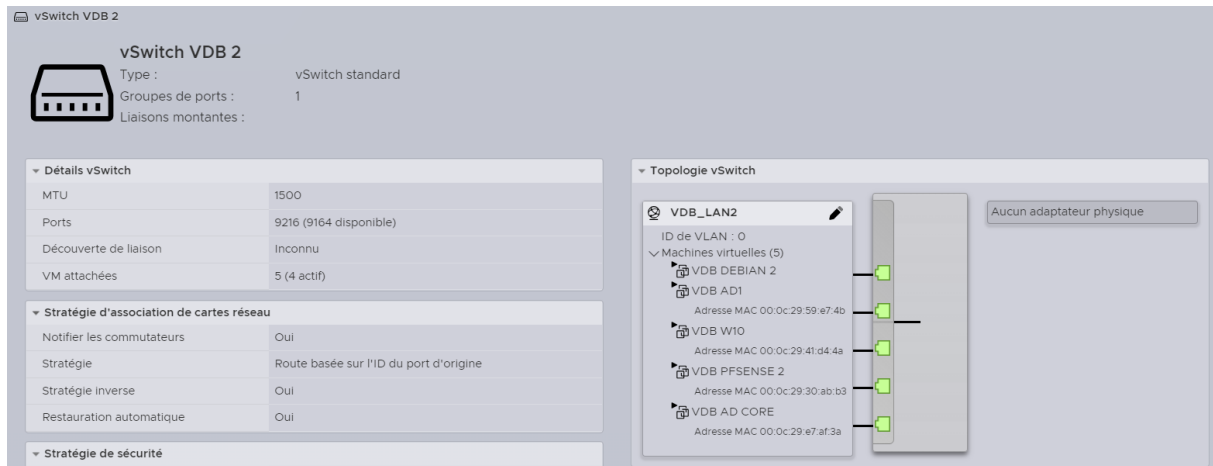 vSwitch VDB 2
vSwitch VDB 2
Type : vSwitch standard
Groupes de ports : 1
Liaisons montantes :
Détails vSwitch
MTU 1500
Ports 9216 (9164 disponible)
Découverte de liaison Inconnu
VM attachées 5 (4 actif)
Stratégie d'association de cartes réseau
Notifier les commutateurs Oui
Stratégie Route basée sur l'ID du port d'origine
Stratégie inverse Oui
Restauration automatique Oui
Stratégie de sécurité
Topologie vSwitch
VDB_LAN2
ID de VLAN : 0
Machines virtuelles (5)
VDB DEBIAN 2
VDB AD1
Adresse MAC 00:0c:29:59:e7:4b
VDB W10
Adresse MAC 00:0c:29:41:d4:4a
VDB PFSENSE 2
Adresse MAC 00:0c:29:30:ab:b3
VDB AD CORE
Adresse MAC 00:0c:29:e7:af:3a
Aucun adaptateur physique